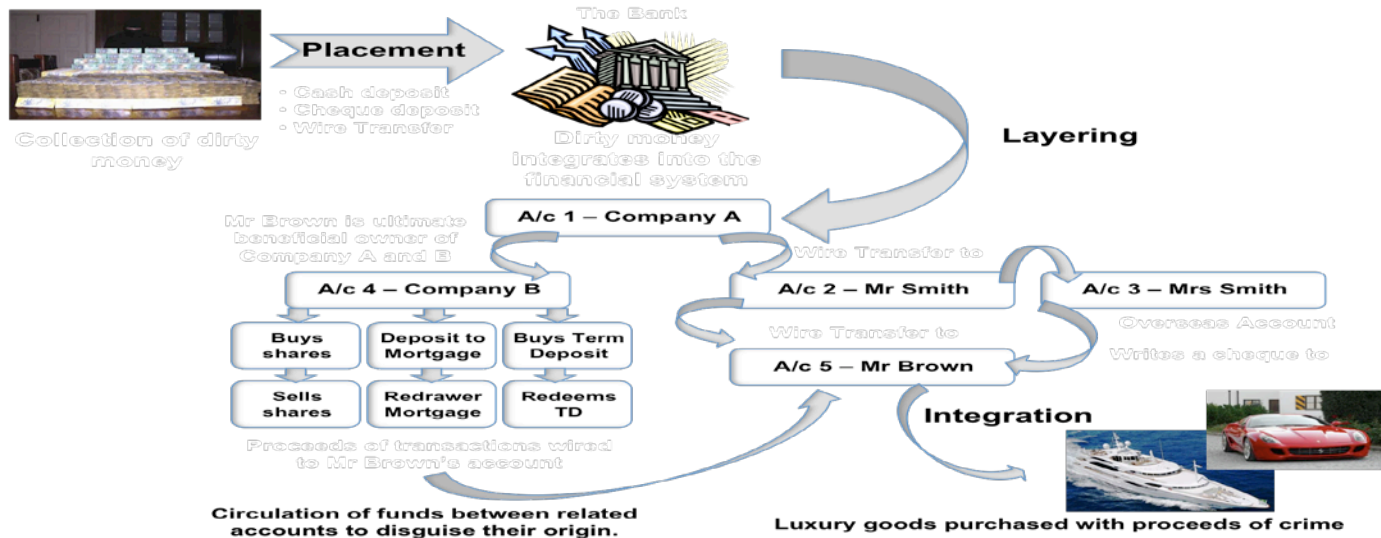 The Bank
Placement
• Cash deposit
• Cheque deposit
• Wire Transfer
Collection of dirty
money
Dirty money
integrates into the
financial system
Layering
A/c 1 – Company A
Mr Brown is ultimate
beneficial owner of
Company A and B
Wire Transfer to
A/c 4 – Company B
A/c 2 – Mr Smith
A/c 3 – Mrs Smith
Overseas Account
Writes a cheque to
Wire Transfer to
A/c 5 – Mr Brown
Buys
shares
Deposit to
Mortgage
Buys Term
Deposit
Sells
shares
Redrawer
Mortgage
Redeems
TD
Proceeds of transactions wired
to Mr Brown's account
Integration
Circulation of funds between related
accounts to disguise their origin.
Luxury goods purchased with proceeds of crime